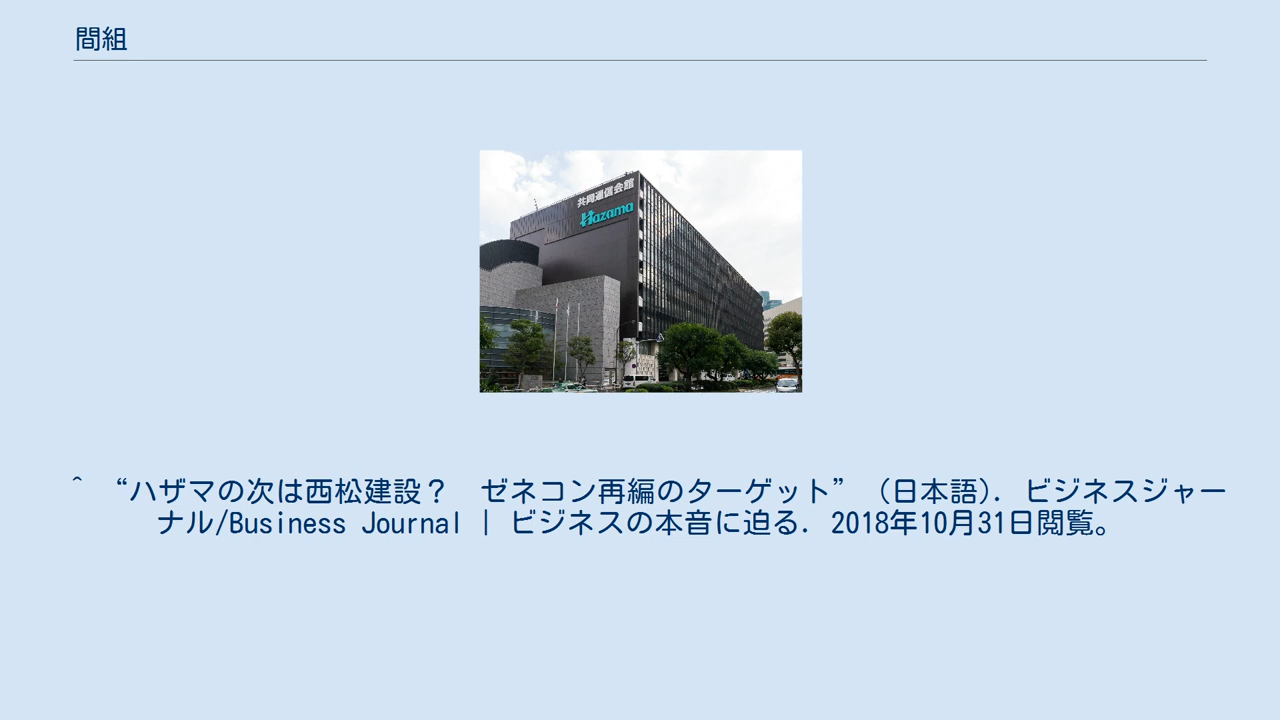 間組
共同通信会館
Hazama
^ “ハザマの次は西松建設？　ゼネコン再編のターゲット” (日本語). ビジネスジャー
ナル/Business Journal | ビジネスの本音に迫る. 2018年10月31日閲覧。